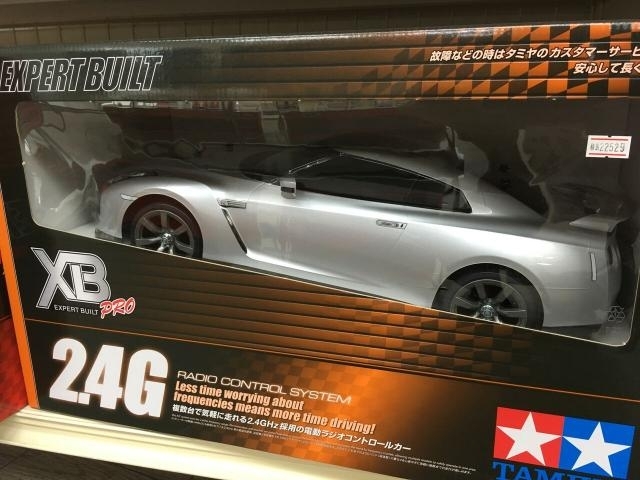 EXPERT BUILT
故障などの時はタミヤのカスタマーサービ
安心して長く
22529
XB
EXPERT BUILT PRO
2.4G
RADIO CONTROL SYSTEM
Less time worrying about
frequencies means more time driving!
複数台で気軽に走れる2.4GHz採用の電動ラジオコントロールカー